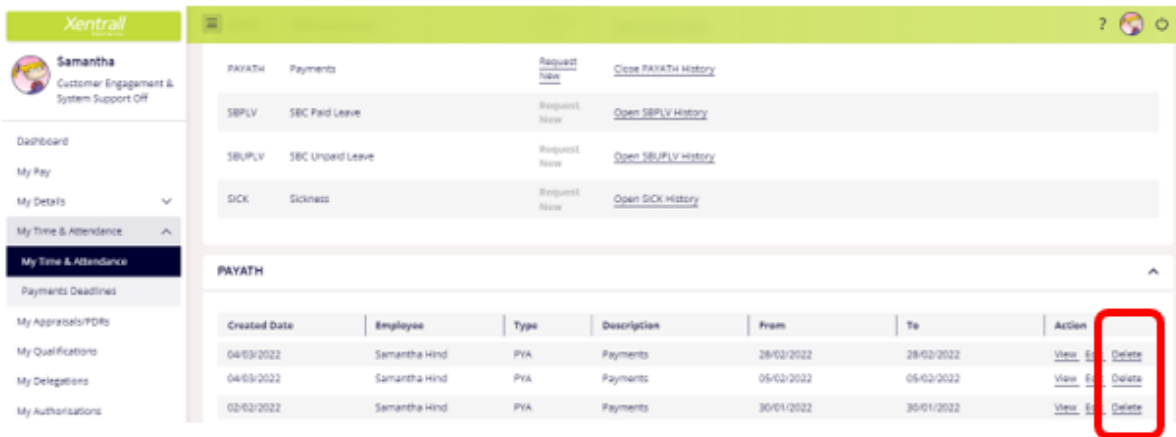 Xentrall
?
Samantha
Customer Engagement &
System Support Off
Dashboard
My Pay
My Details
My Time & Attendance
My Time & Attendance
Payments Deadlines
My Appraisals/PDRs
My Qualifications
My Delegations
My Authorisations
PAYATH Payments Request New Close PAYATH History
SBPLV SBC Paid Leave Request New Open SBPLV History
SBUPLV SBC Unpaid Leave Request New Open SBUPLV History
SICK Sickness Request New Open SICK History
PAYATH
Created Date Employee Type Description From To Action
04/03/2022 Samantha Hind PYA Payments 28/02/2022 28/02/2022 View Delete
04/03/2022 Samantha Hind PYA Payments 05/02/2022 05/02/2022 View Delete
02/02/2022 Samantha Hind PYA Payments 30/01/2022 30/01/2022 View Delete